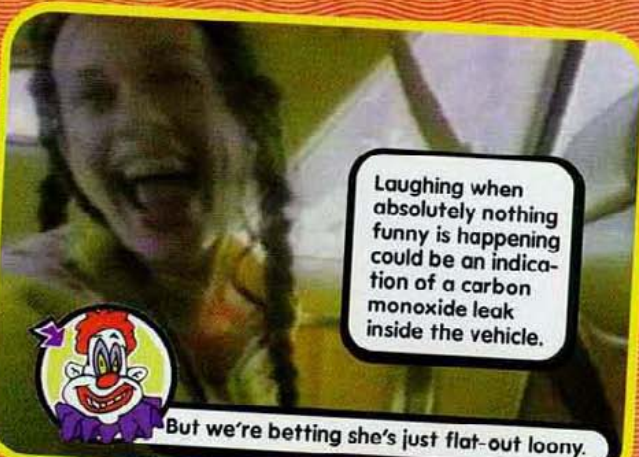 Laughing when
absolutely nothing
funny is happening
could be an indica-
tion of a carbon
monoxide leak
inside the vehicle.
But we're betting she's just flat-out loony.